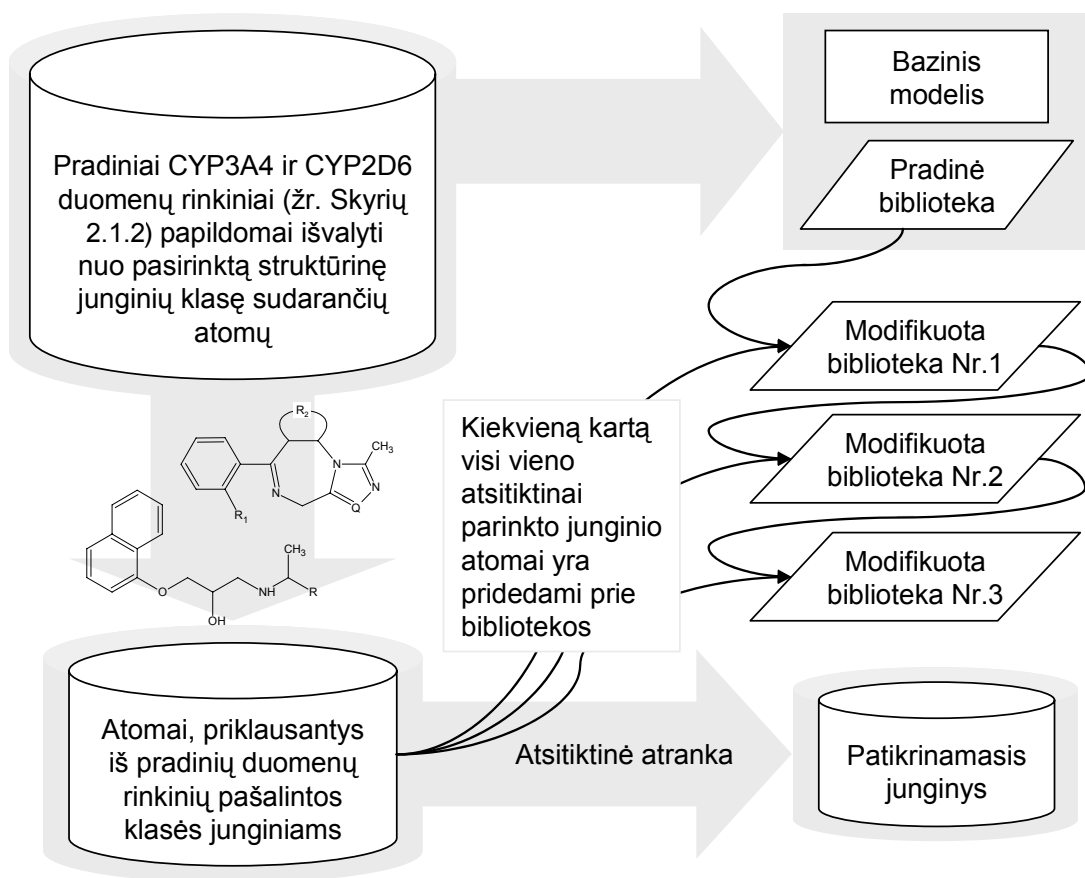 Pradiniai CYP3A4 ir CYP2D6
duomenų rinkiniai (žr. Skyrių
2.1.2) papildomai išvalyti
nuo pasirinktą struktūrinę
junginių klasę sudarančių
atomų
Bazinis
modelis
Pradinė
biblioteka
Modifikuota
biblioteka Nr.1
Modifikuota
biblioteka Nr.2
Modifikuota
biblioteka Nr.3
Kiekvieną kartą
visi vieno
atsitiktinai
parinkto junginio
atomai yra
pridedami prie
bibliotekos
R2
CH3
N
N
N
Q
R1
CH3
O
NH
R
OH
Atomai, priklausantys
iš pradinių duomenų
rinkinių pašalintos
klasės junginiams
Atsitiktinė atranka
Patikrinamasis
junginys